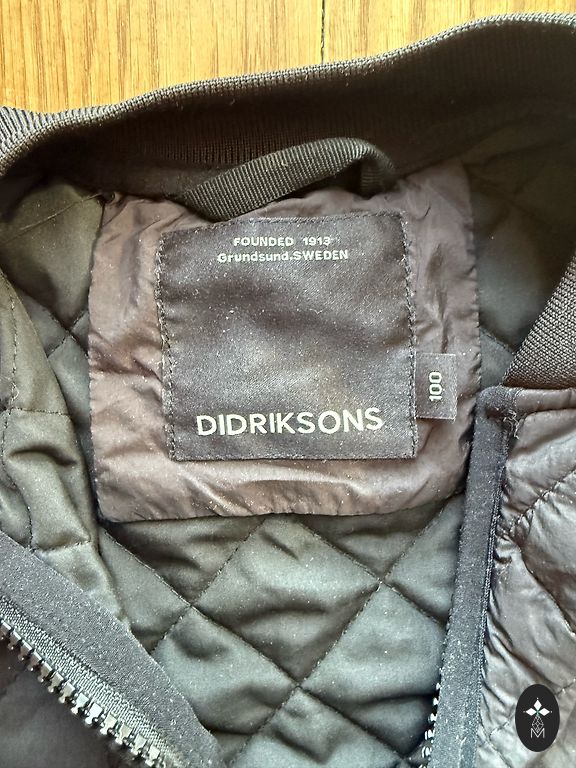 FOUNDED 1913
Grundsund.SWEDEN
DIDRIKSONS
100
M